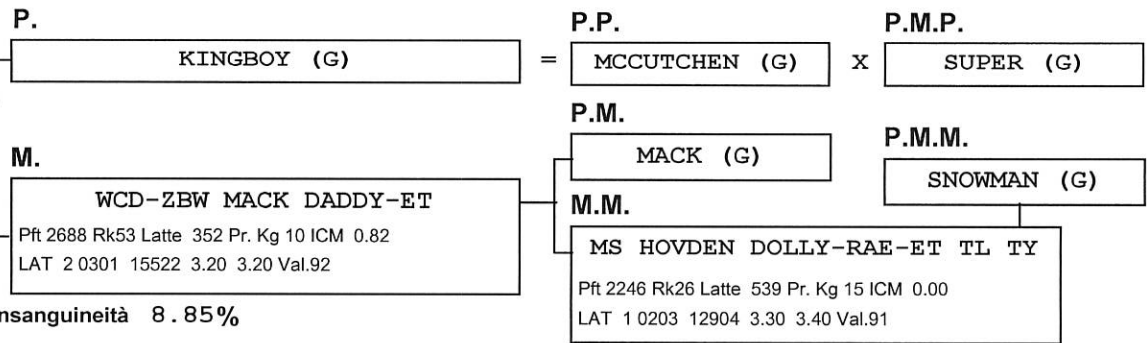 P.
P.P.
P.M.P.
KINGBOY (G)
=
MCCUTCHEN (G)
X
SUPER (G)
P.M.
P.M.M.
M.
MACK (G)
SNOWMAN (G)
WCD-ZBW MACK DADDY-ET
M.M.
Pft 2688 Rk53 Latte 352 Pr. Kg 10 ICM 0.82
LAT 2 0301 15522 3.20 3.20 Val.92
MS HOVDEN DOLLY-RAE-ET TL TY
Pft 2246 Rk26 Latte 539 Pr. Kg 15 ICM 0.00
LAT 1 0203 12904 3.30 3.40 Val.91
nsanguineità 8.85%